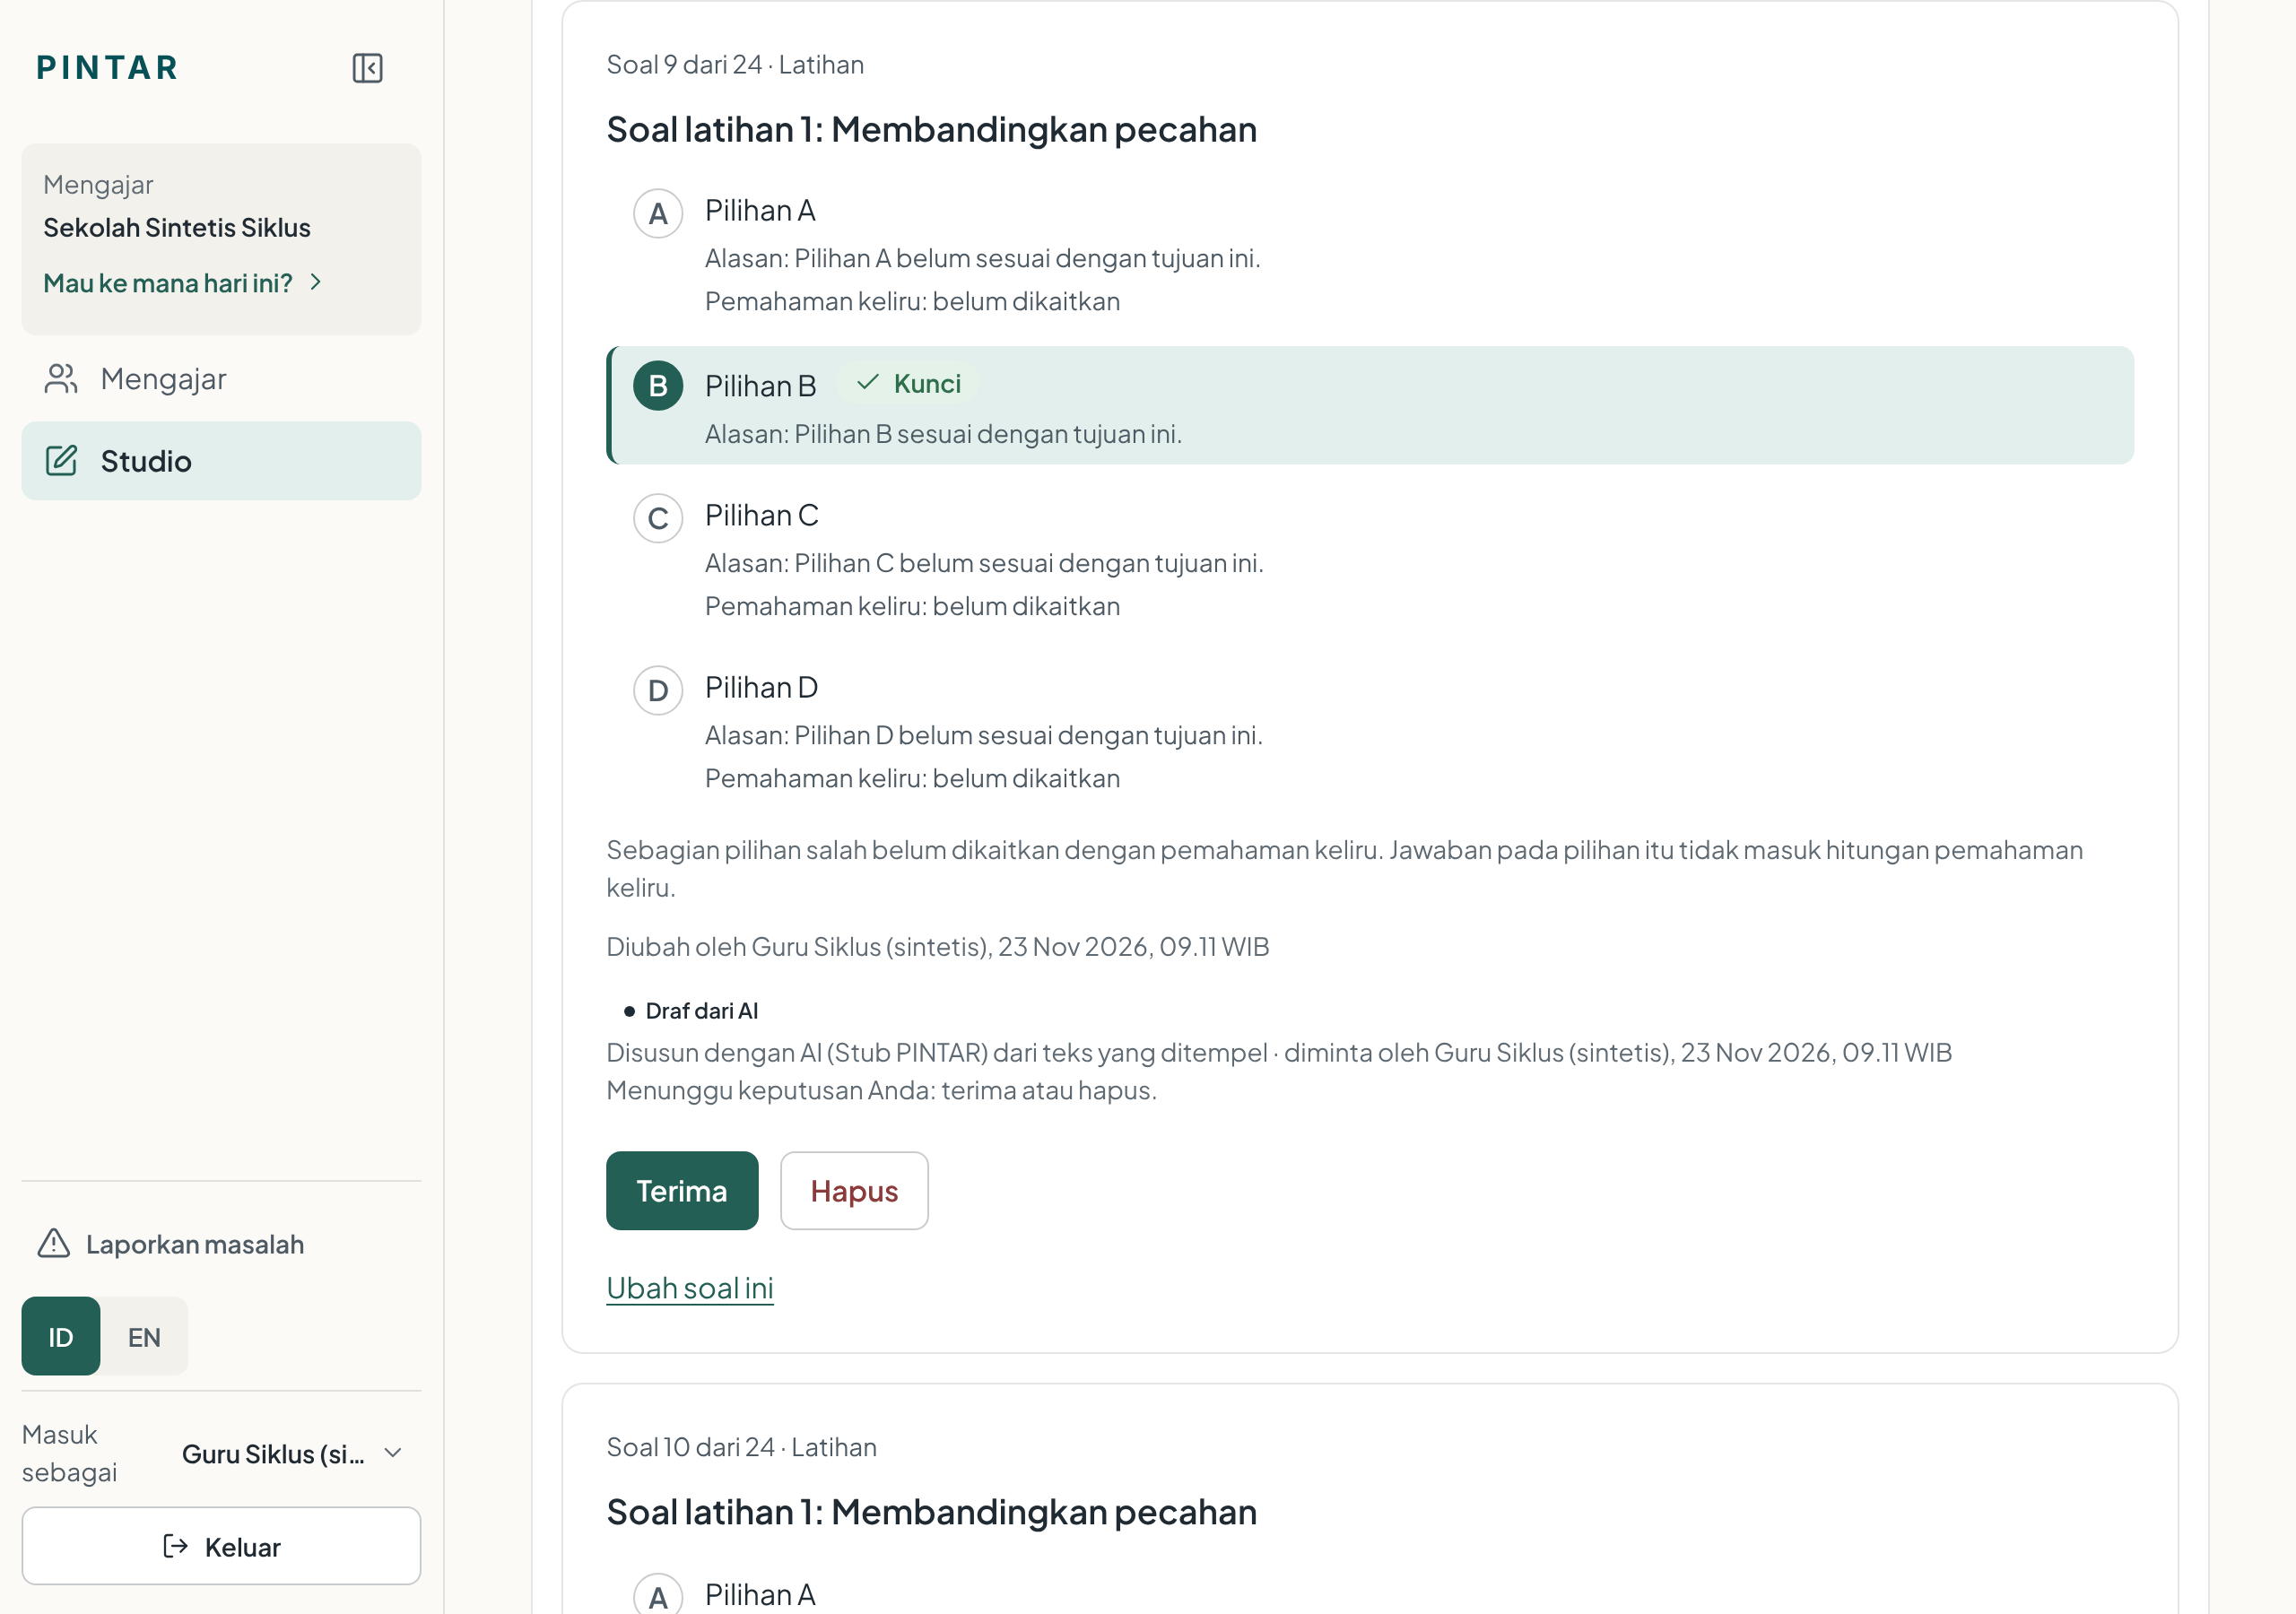 PINTAR
Mengajar
Sekolah Sintetis Siklus
Mau ke mana hari ini?
Mengajar
Studio
Laporkan masalah
ID
EN
Masuk
sebagai
Guru Siklus (si...
Keluar
Soal 9 dari 24 · Latihan
Soal latihan 1: Membandingkan pecahan
A
Pilihan A
Alasan: Pilihan A belum sesuai dengan tujuan ini.
Pemahaman keliru: belum dikaitkan
B
Pilihan B
Kunci
Alasan: Pilihan B sesuai dengan tujuan ini.
C
Pilihan C
Alasan: Pilihan C belum sesuai dengan tujuan ini.
Pemahaman keliru: belum dikaitkan
D
Pilihan D
Alasan: Pilihan D belum sesuai dengan tujuan ini.
Pemahaman keliru: belum dikaitkan
Sebagian pilihan salah belum dikaitkan dengan pemahaman keliru. Jawaban pada pilihan itu tidak masuk hitungan pemahaman
keliru.
Diubah oleh Guru Siklus (sintetis), 23 Nov 2026, 09.11 WIB
Draf dari AI
Disusun dengan AI (Stub PINTAR) dari teks yang ditempel · diminta oleh Guru Siklus (sintetis), 23 Nov 2026, 09.11 WIB
Menunggu keputusan Anda: terima atau hapus.
Terima
Hapus
Ubah soal ini
Soal 10 dari 24 · Latihan
Soal latihan 1: Membandingkan pecahan
A
Pilihan A